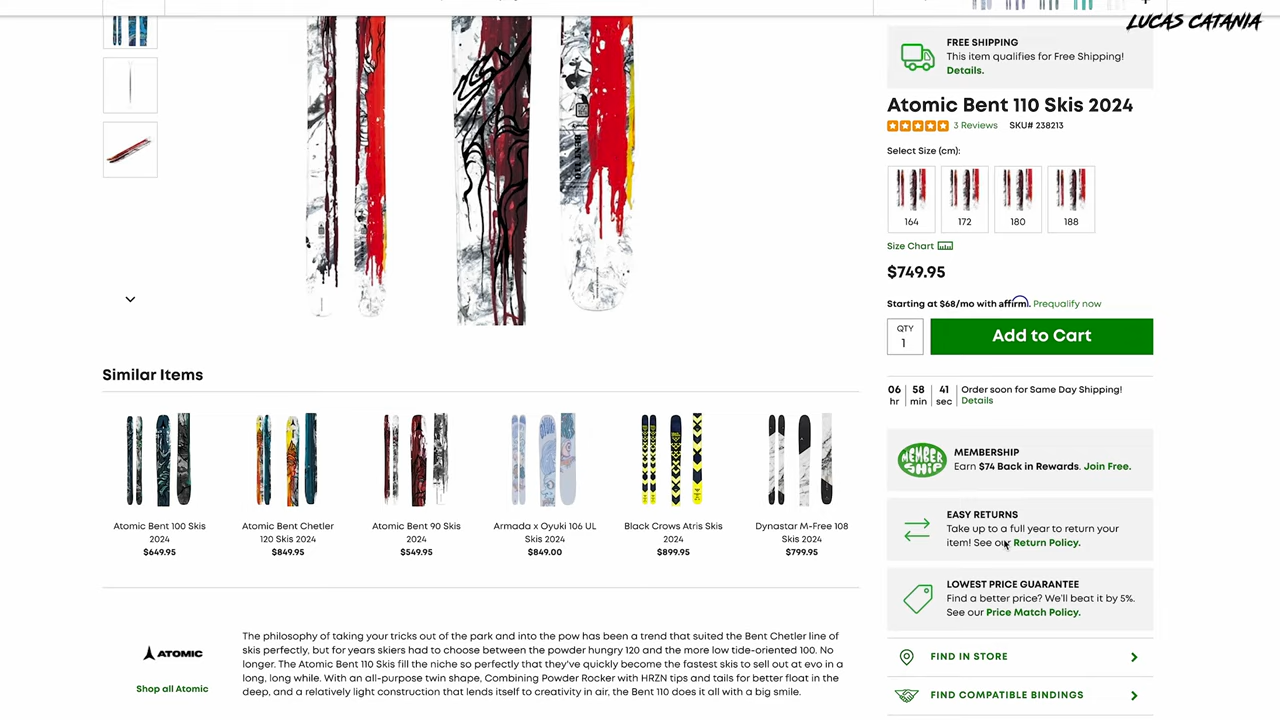 LUCAS CATANIA
FREE SHIPPING
This item qualifies for Free Shipping!
Details.
Atomic Bent 110 Skis 2024
3 Reviews SKU# 238213
Select Size (cm):
164 172 180 188
Size Chart
$749.95
Starting at $68/mo with affirm. Prequalify now
QTY
1
Add to Cart
06 58 41
hr min sec
Order soon for Same Day Shipping!
Details
MEMBER
SHIP
MEMBERSHIP
Earn $74 Back in Rewards. Join Free.
EASY RETURNS
Take up to a full year to return your
item! See our Return Policy.
LOWEST PRICE GUARANTEE
Find a better price? We'll beat it by 5%.
See our Price Match Policy.
FIND IN STORE
FIND COMPATIBLE BINDINGS
Similar Items
Atomic Bent 100 Skis
2024
$649.95
Atomic Bent Chetler
120 Skis 2024
$849.95
Atomic Bent 90 Skis
2024
$549.95
Armada x Oyuki 106 UL
Skis 2024
$849.00
Black Crows Atris Skis
2024
$899.95
Dynastar M-Free 108
Skis 2024
$799.95
ATOMIC
Shop all Atomic
The philosophy of taking your tricks out of the park and into the pow has been a trend that suited the Bent Chetler line of
skis perfectly, but for years skiers had to choose between the powder hungry 120 and the more low tide-oriented 100. No
longer. The Atomic Bent 110 Skis fill the niche so perfectly that they've quickly become the fastest skis to sell out at evo in a
long, long while. With an all-purpose twin shape, Combining Powder Rocker with HRZN tips and tails for better float in the
deep, and a relatively light construction that lends itself to creativity in air, the Bent 110 does it all with a big smile.